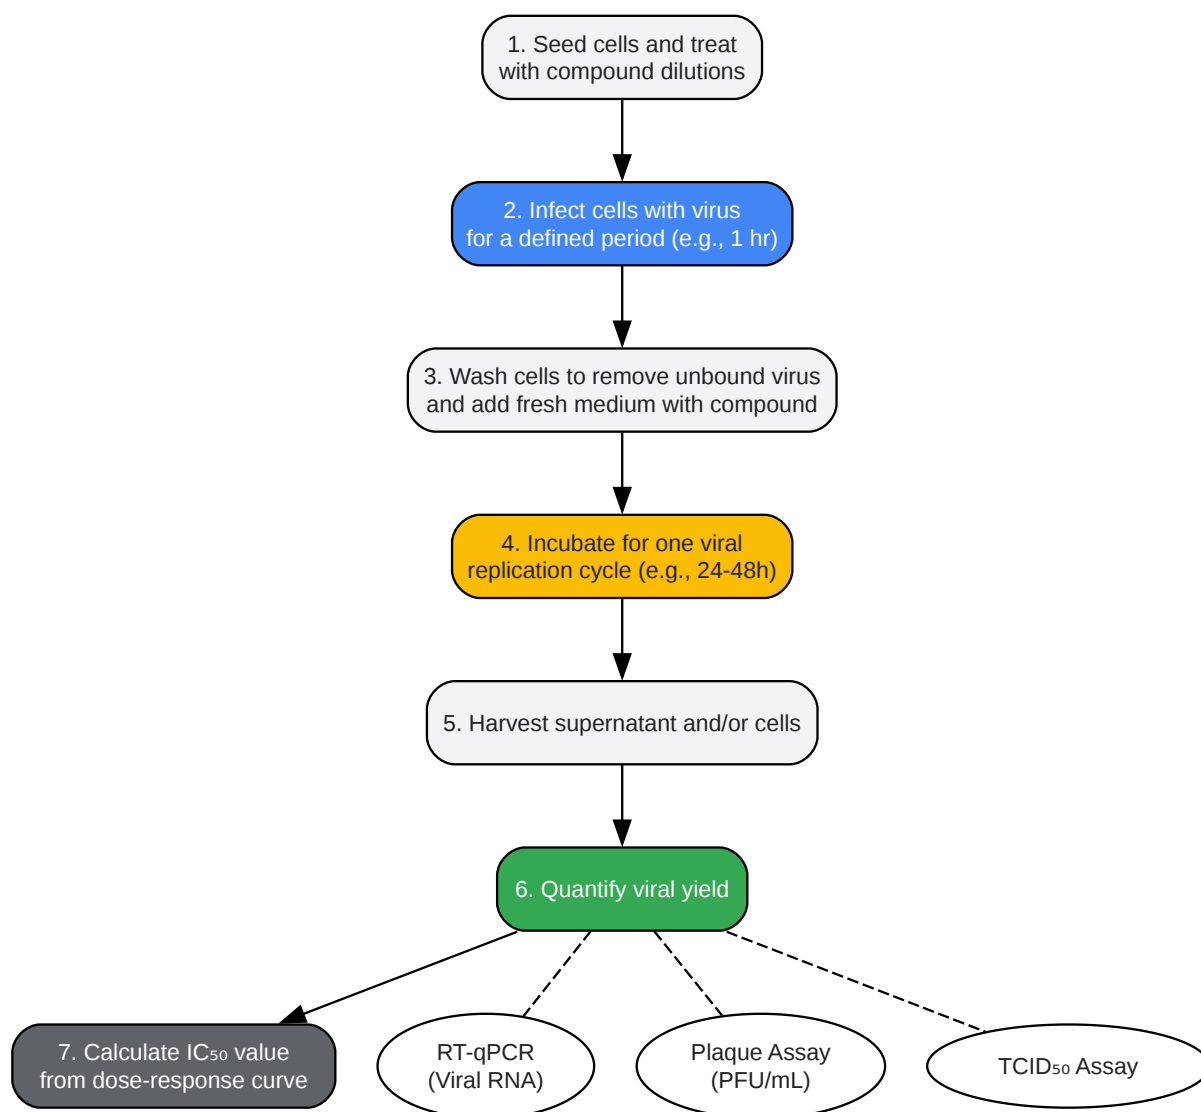 1. Seed cells and treat
with compound dilutions
2. Infect cells with virus
for a defined period (e.g., 1 hr)
3. Wash cells to remove unbound virus
and add fresh medium with compound
4. Incubate for one viral
replication cycle (e.g., 24-48h)
5. Harvest supernatant and/or cells
6. Quantify viral yield
7. Calculate IC₅₀ value
from dose-response curve
RT-qPCR
(Viral RNA)
Plaque Assay
(PFU/mL)
TCID₅₀ Assay